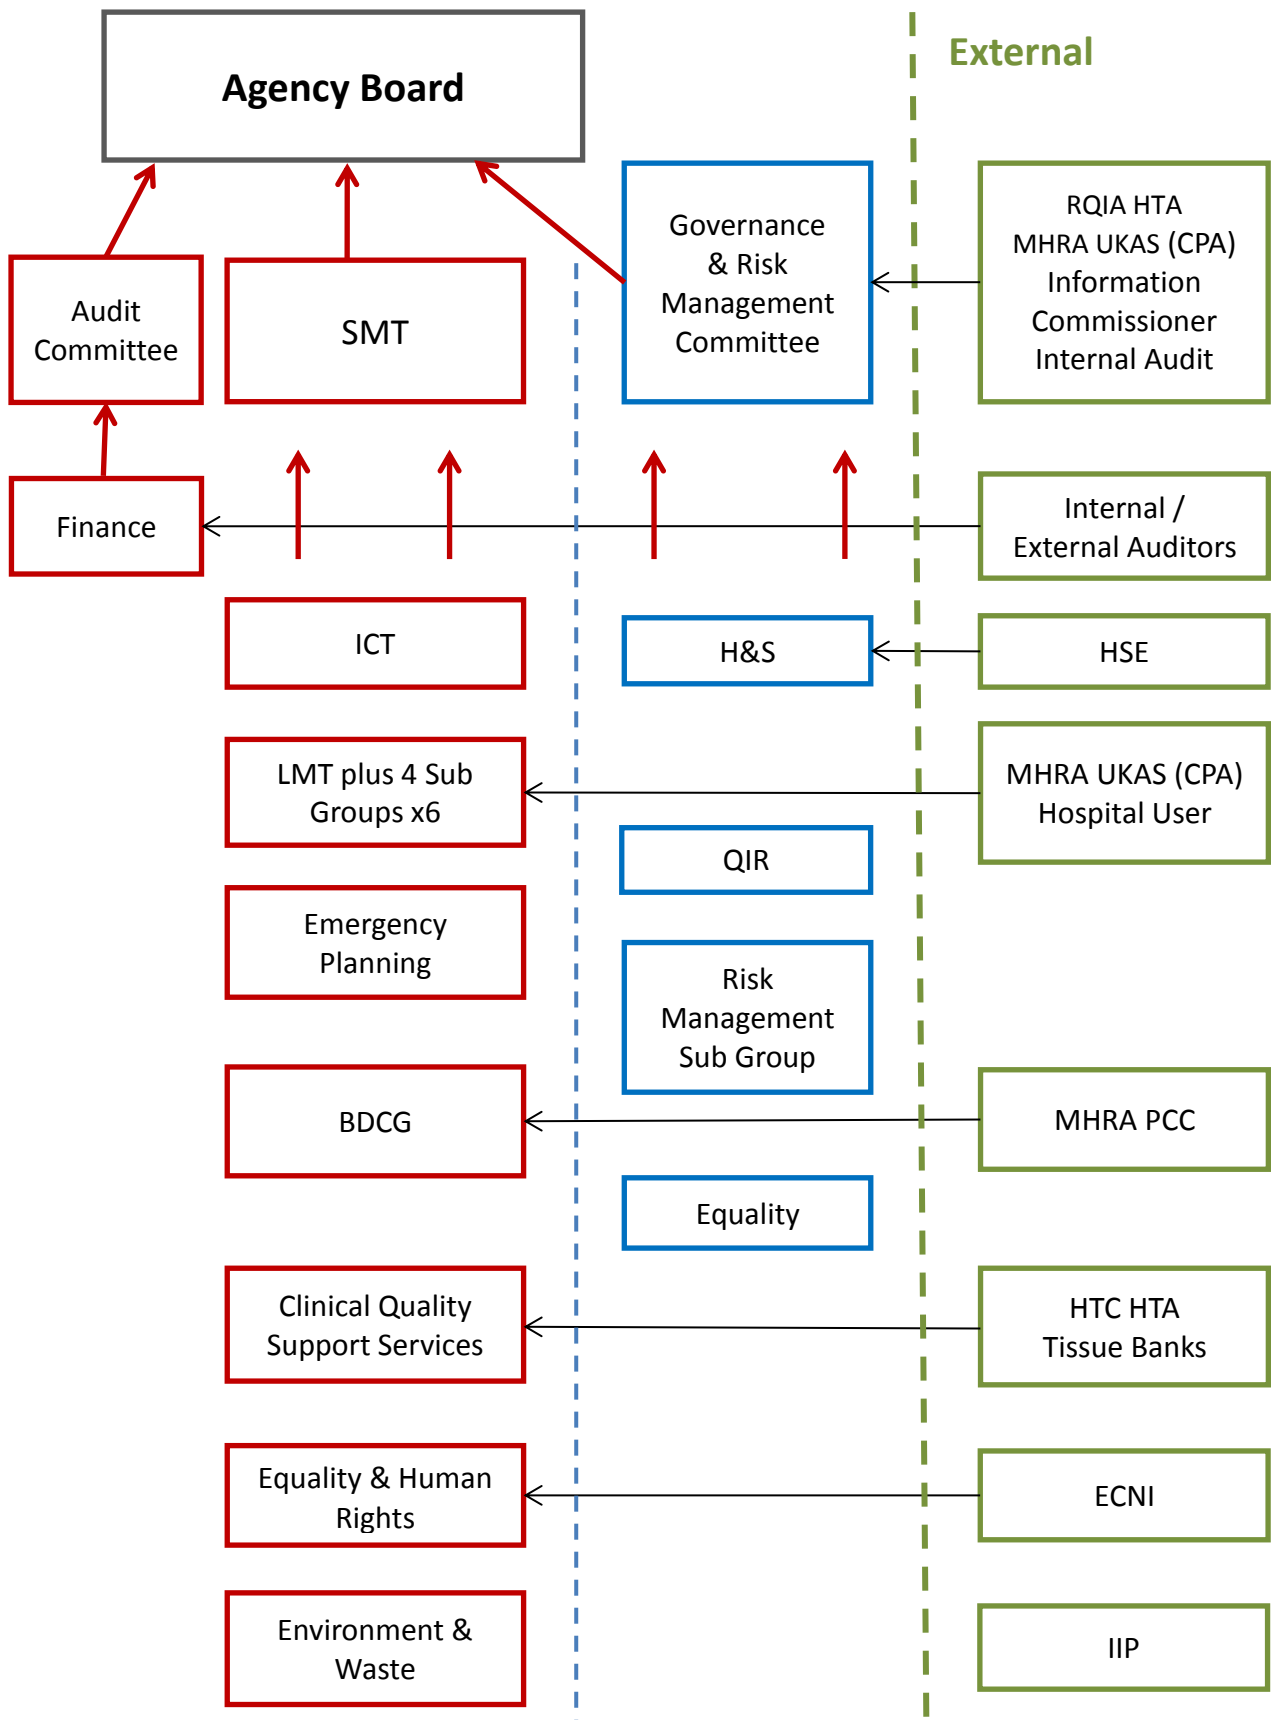 Agency Board
External
Audit
Committee
SMT
Governance
& Risk
Management
Committee
RQIA HTA
MHRA UKAS (CPA)
Information
Commissioner
Internal Audit
Finance
Internal /
External Auditors
ICT
H&S
HSE
LMT plus 4 Sub
Groups x6
MHRA UKAS (CPA)
Hospital User
QIR
Emergency
Planning
Risk
Management
Sub Group
BDCG
MHRA PCC
Equality
Clinical Quality
Support Services
HTC HTA
Tissue Banks
Equality & Human
Rights
ECNI
Environment &
Waste
IIP